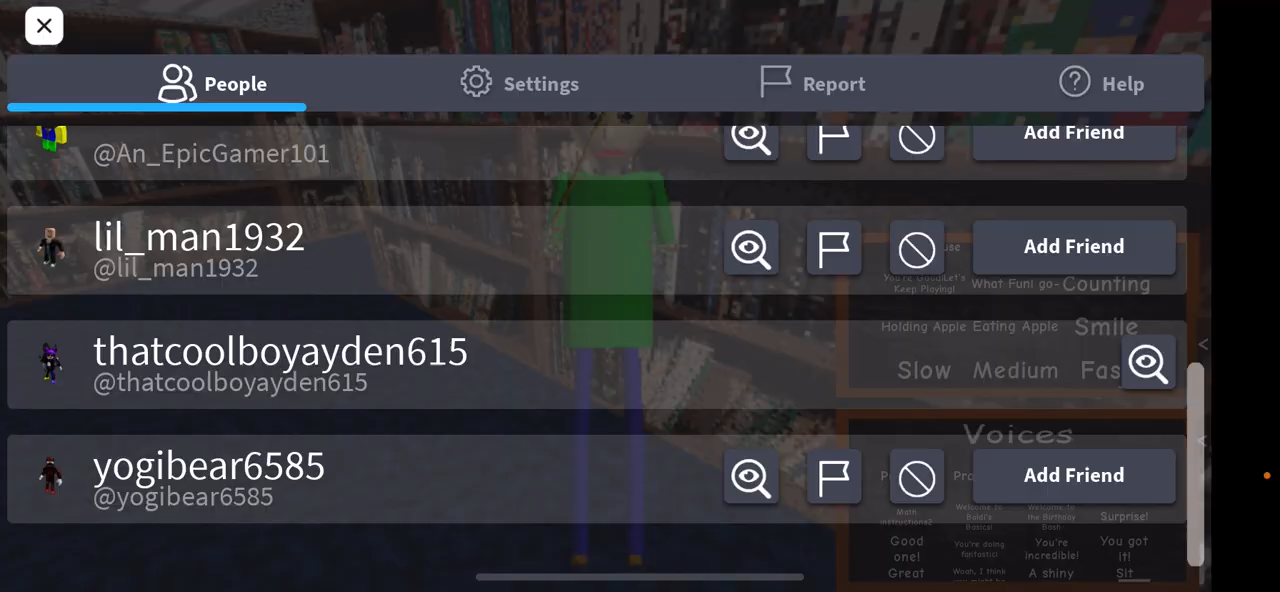 People
Settings
Report
Help
@An_EpicGamer101
Add Friend
lil_man1932
@lil_man1932
Add Friend
You're Good!Let's
Keep Playing!
What Fun!
go-
Counting
Holding Apple
Eating Apple
Smile
thatcoolboyayden615
@thatcoolboyayden615
Slow
Medium
Voices
yogibear6585
@yogibear6585
Add Friend
Math
Welcome to
Baldi's
Basics!
Welcome to
the Birthday
Bash
Surprise!
Good
one!
You're doing
fantastic!
You're
incredible!
You got
it!
Great
Woah, I think
A shiny
Sit